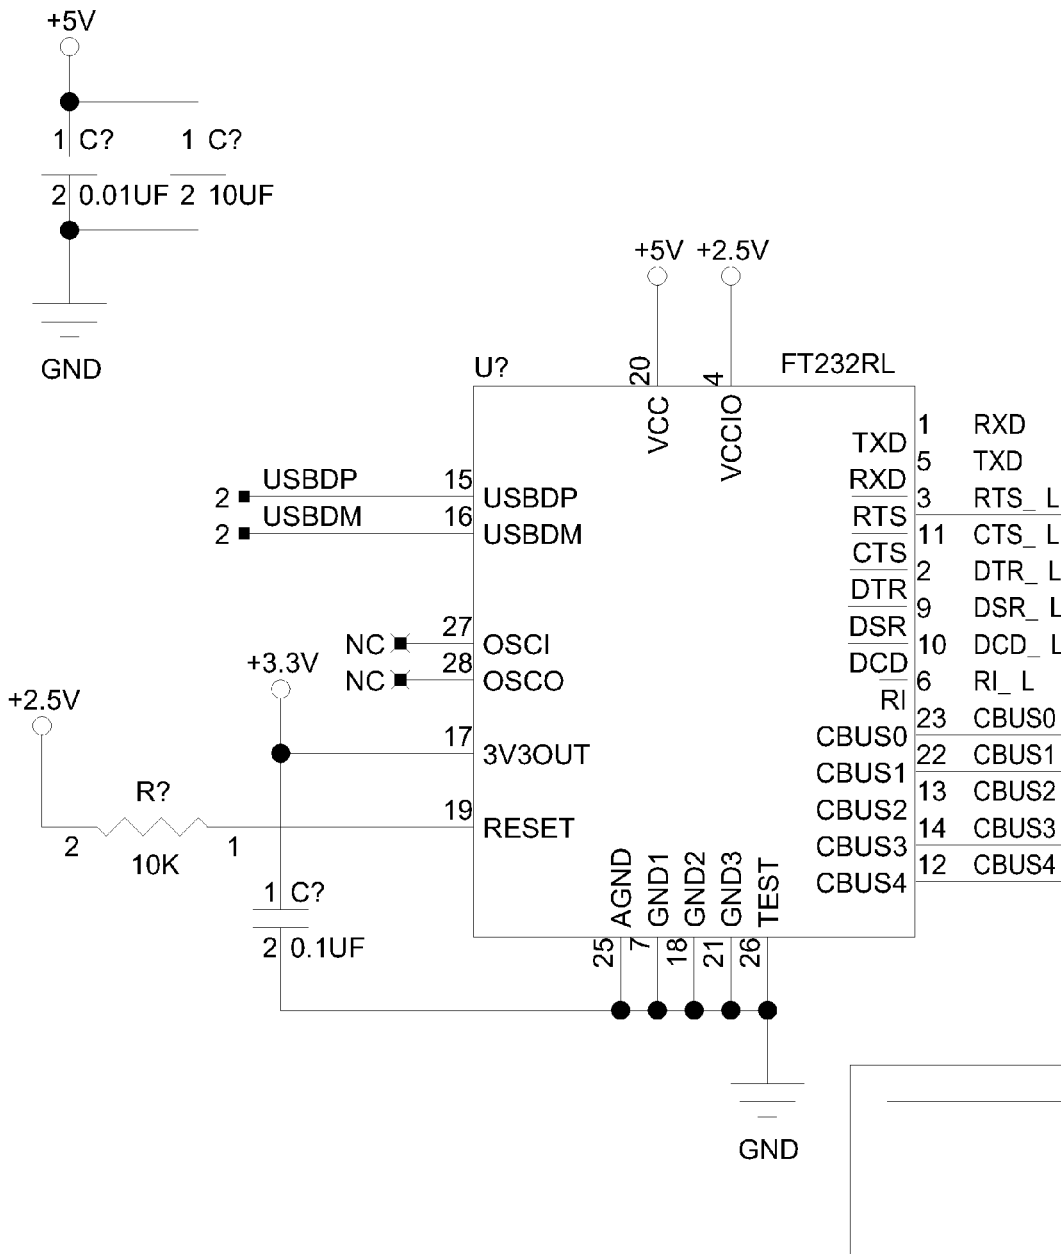 +5V
1 C? 1 C?
2 0.01UF 2 10UF
GND
+5V +2.5V
U? 20 4 FT232RL
VCC VCCIO
TXD 1 RXD
RXD 5 TXD
RTS 3 RTS_ L
CTS 11 CTS_ L
DTR 2 DTR_ L
DSR 9 DSR_ L
DCD 10 DCD_ L
RI 6 RI_ L
CBUS0 23 CBUS0
CBUS1 22 CBUS1
CBUS2 13 CBUS2
CBUS3 14 CBUS3
CBUS4 12 CBUS4
2 USBDP 15 USBDP
2 USBDM 16 USBDM
NC 27 OSCI
NC 28 OSCO
+3.3V
17 3V3OUT
+2.5V
R?
2 10K 1
19 RESET
1 C?
2 0.1UF
AGND GND1 GND2 GND3 TEST
25 7 18 21 26
GND